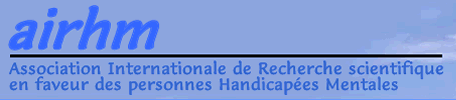 airhm
Association Internationale de Recherche scientifique
en faveur des personnes Handicapées Mentales